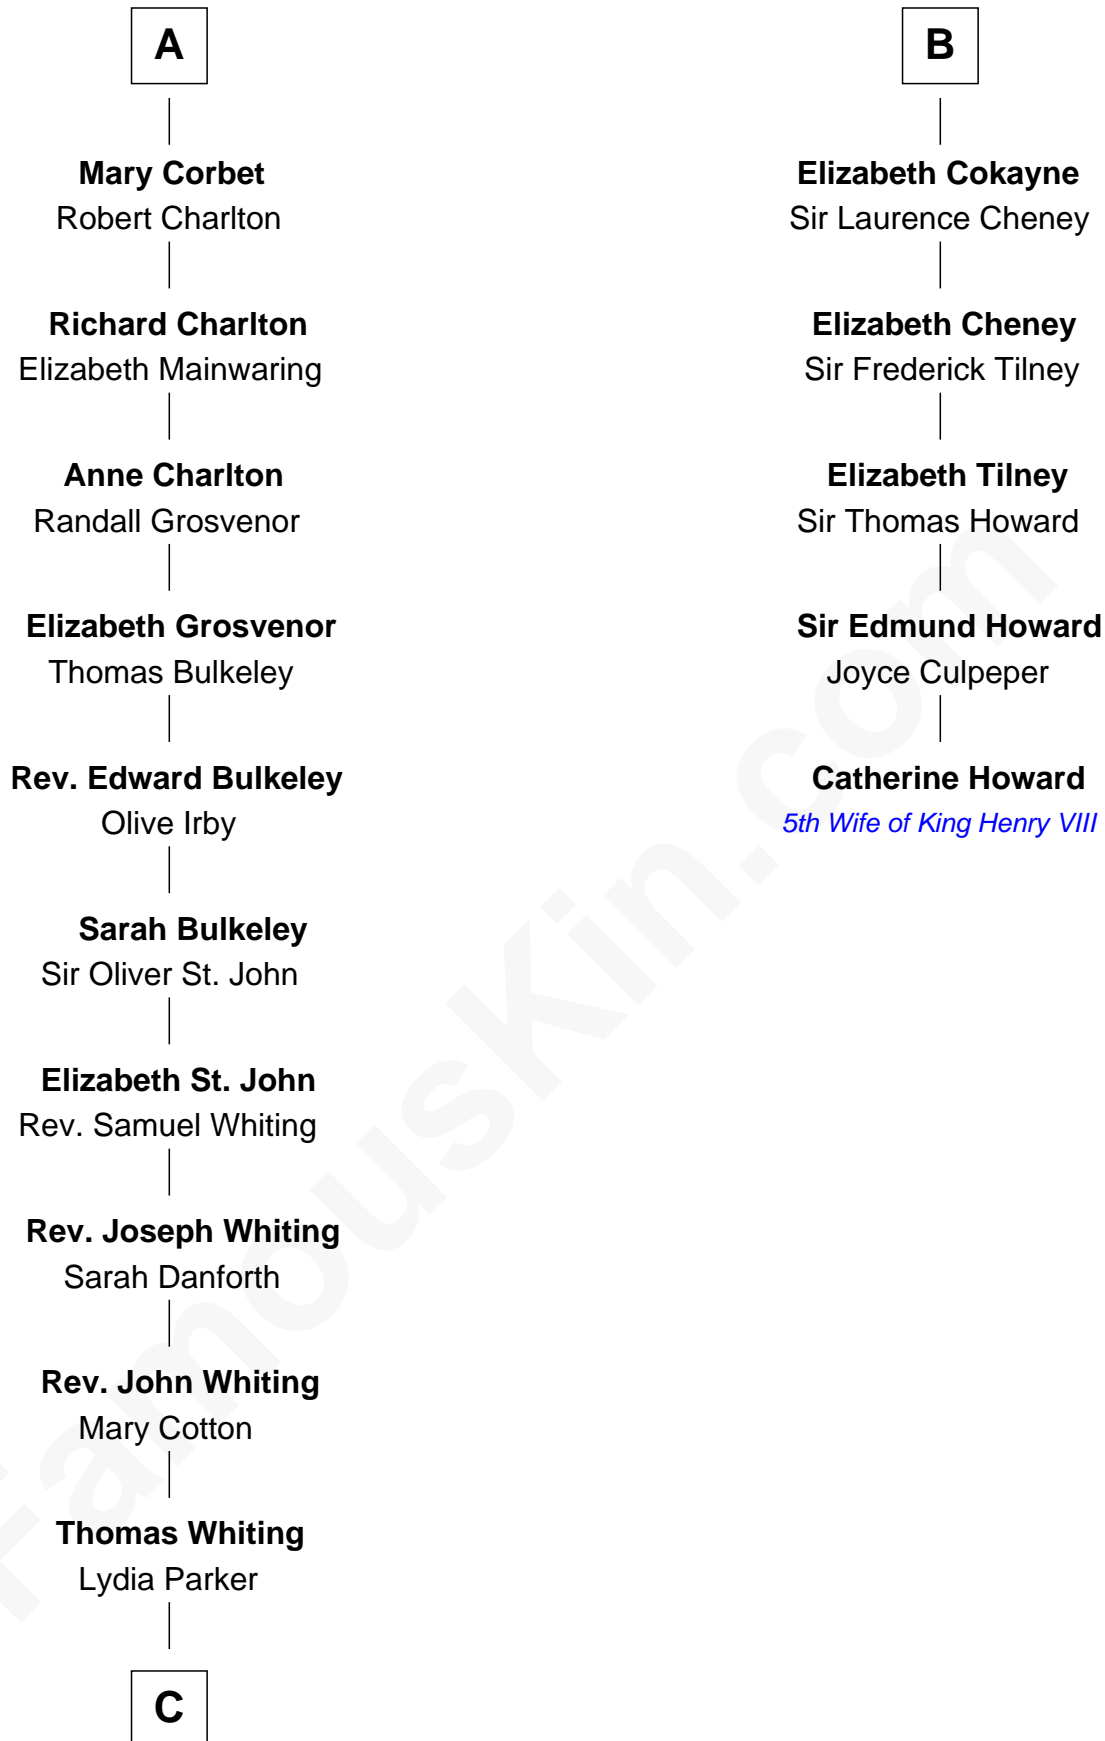 A
Mary Corbet
Robert Charlton
Richard Charlton
Elizabeth Mainwaring
Anne Charlton
Randall Grosvenor
Elizabeth Grosvenor
Thomas Bulkeley
Rev. Edward Bulkeley
Olive Irby
Sarah Bulkeley
Sir Oliver St. John
Elizabeth St. John
Rev. Samuel Whiting
Rev. Joseph Whiting
Sarah Danforth
Rev. John Whiting
Mary Cotton
Thomas Whiting
Lydia Parker
C
B
Elizabeth Cokayne
Sir Laurence Cheney
Elizabeth Cheney
Sir Frederick Tilney
Elizabeth Tilney
Sir Thomas Howard
Sir Edmund Howard
Joyce Culpeper
Catherine Howard
5th Wife of King Henry VIII
FamousKin.com